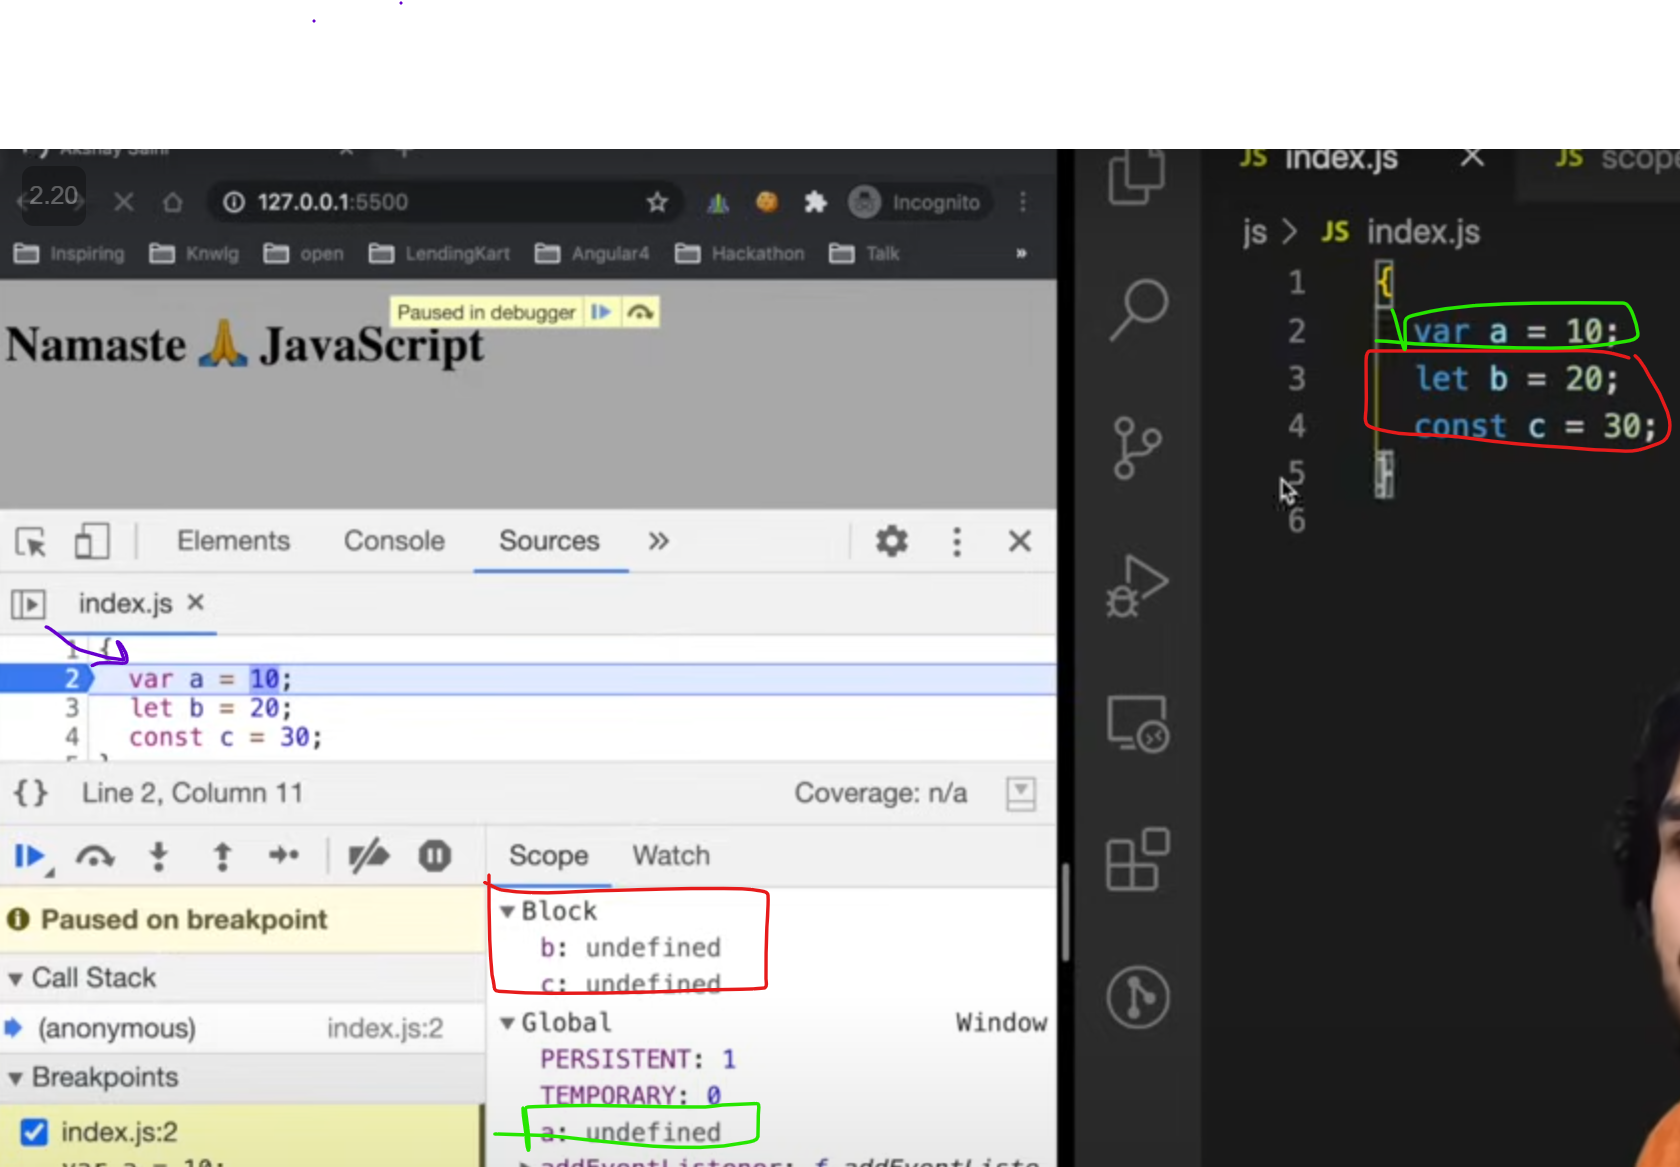 2.20
127.0.0.1:5500
Incognito
Inspiring
Knwlg
open
LendingKart
Angular4
Hackathon
Talk
»
Paused in debugger
Namaste 🙏 JavaScript
Elements
Console
Sources
»
index.js ×
1 {
2 var a = 10;
3 let b = 20;
4 const c = 30;
{} Line 2, Column 11
Coverage: n/a
Scope
Watch
Paused on breakpoint
Call Stack
(anonymous) index.js:2
Breakpoints
index.js:2
var a = 10;
Block
b: undefined
c: undefined
Global Window
PERSISTENT: 1
TEMPORARY: 0
a: undefined
addEventListener: f addEventListe
JS index.js ×
JS scope
js > JS index.js
1 {
2 var a = 10;
3 let b = 20;
4 const c = 30;
5 }
6